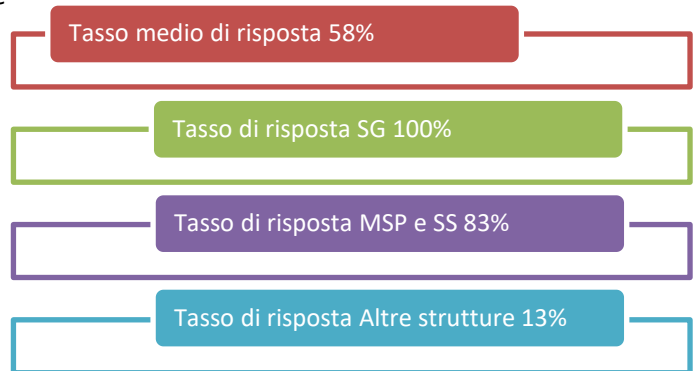 Tasso medio di risposta 58%
Tasso di risposta SG 100%
Tasso di risposta MSP e SS 83%
Tasso di risposta Altre strutture 13%